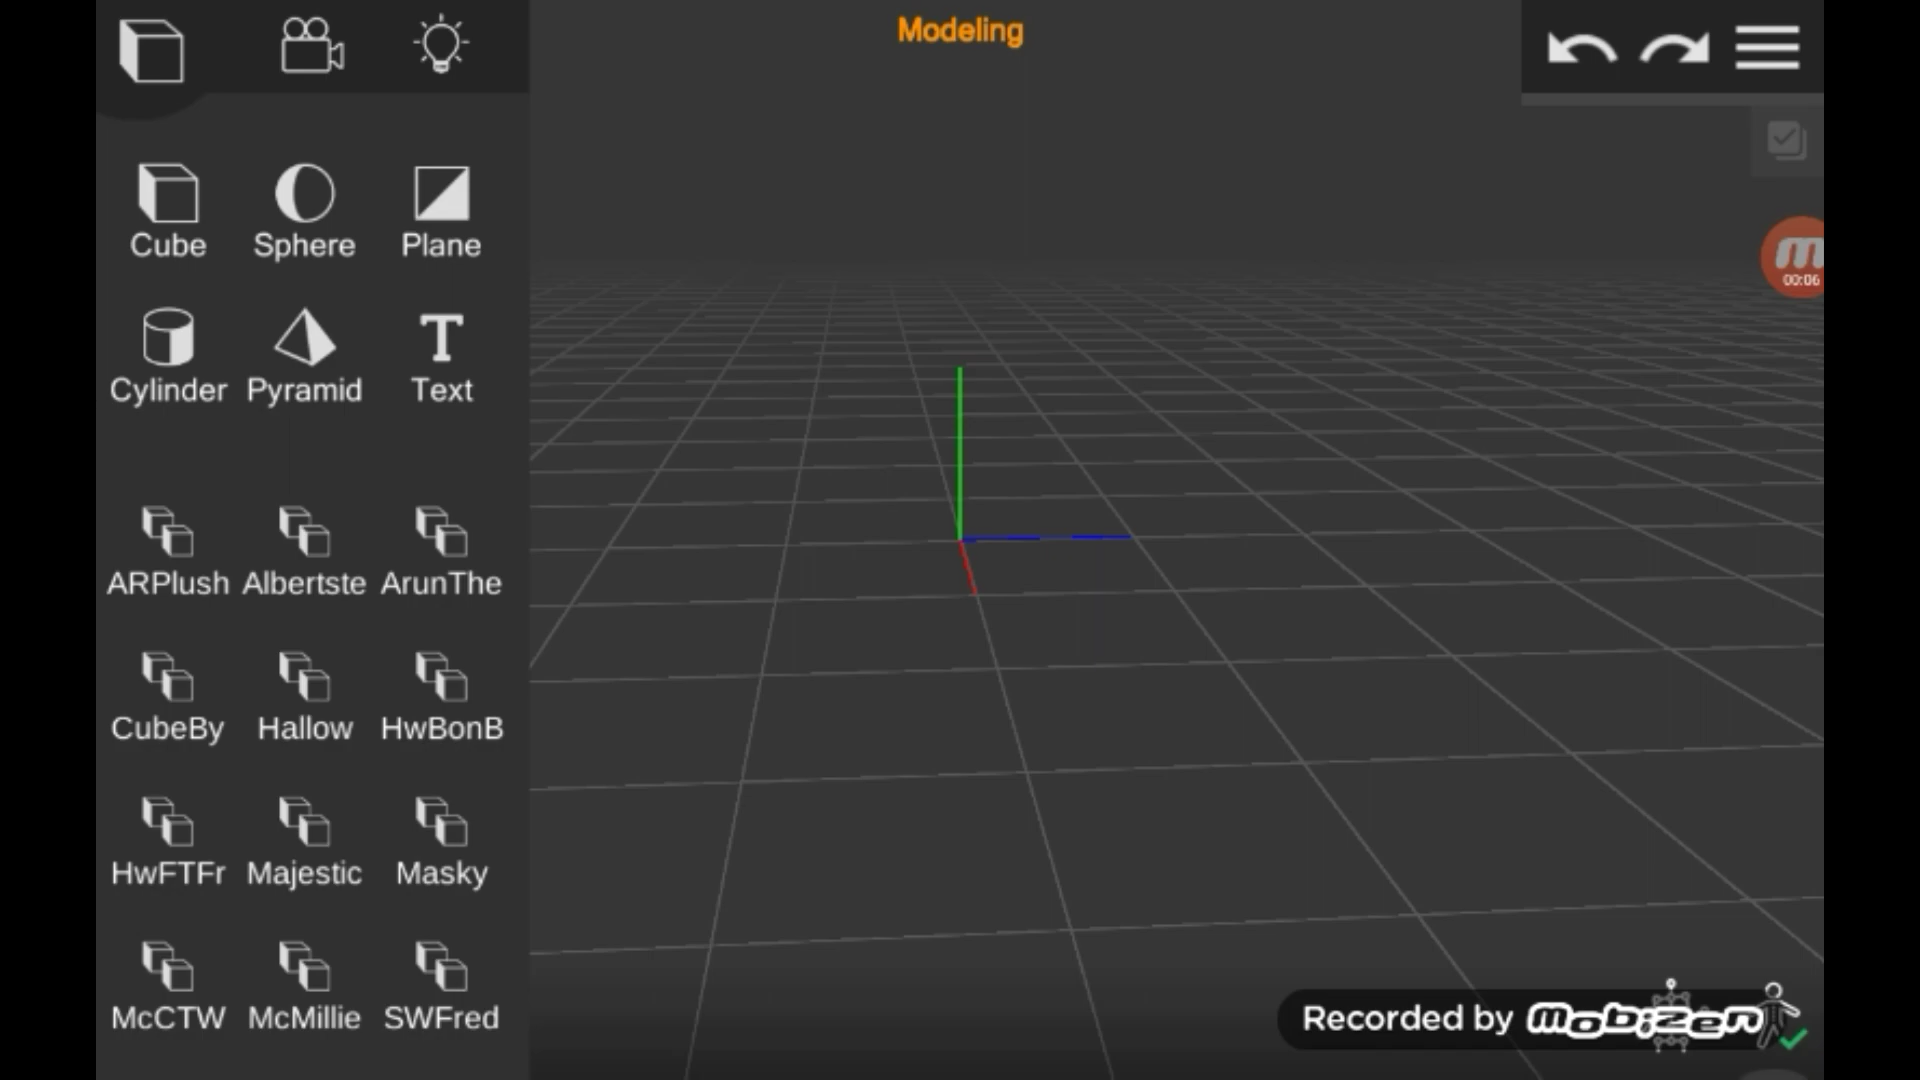 Modeling
Cube Sphere Plane
00:06
Cylinder Pyramid Text
ARPlush Albertste ArunThe
CubeBy Hallow HwBonB
HwFTFr Majestic Masky
McCTW McMillie SWFred
Recorded by mobizen